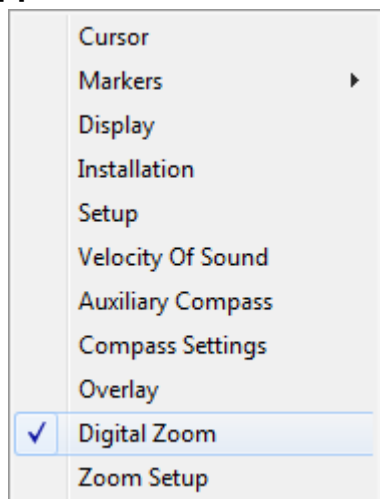 Cursor
Markers
Display
Installation
Setup
Velocity Of Sound
Auxiliary Compass
Compass Settings
Overlay
Digital Zoom
Zoom Setup